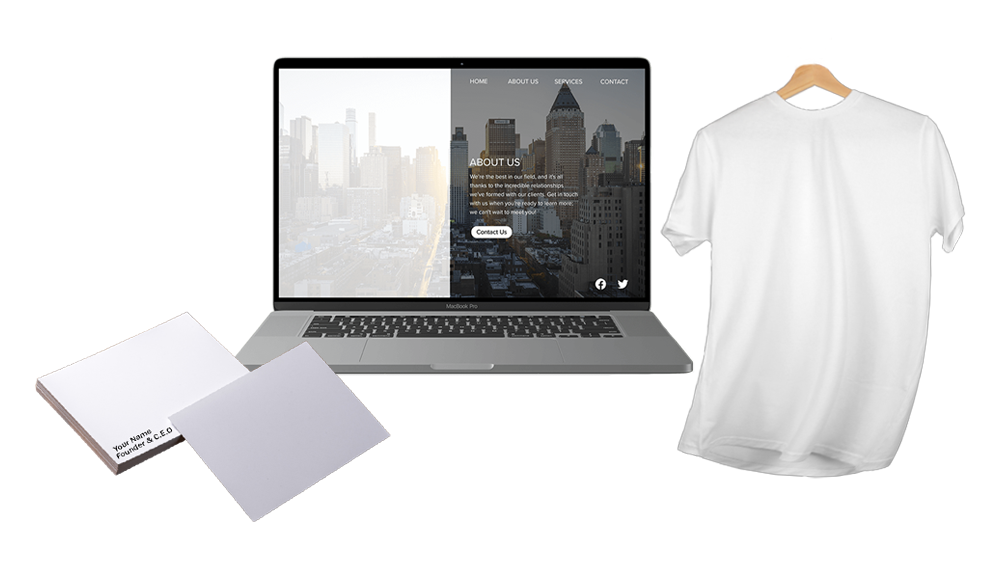 HOME ABOUT US SERVICES CONTACT
ABOUT US
We're the best in our field, and it's all
thanks to the incredible relationships
we've formed with our clients. Get in touch
with us when you're ready to learn more;
we can't wait to meet you!
Contact Us
MacBook Pro
Your Name
Founder & C.E.O